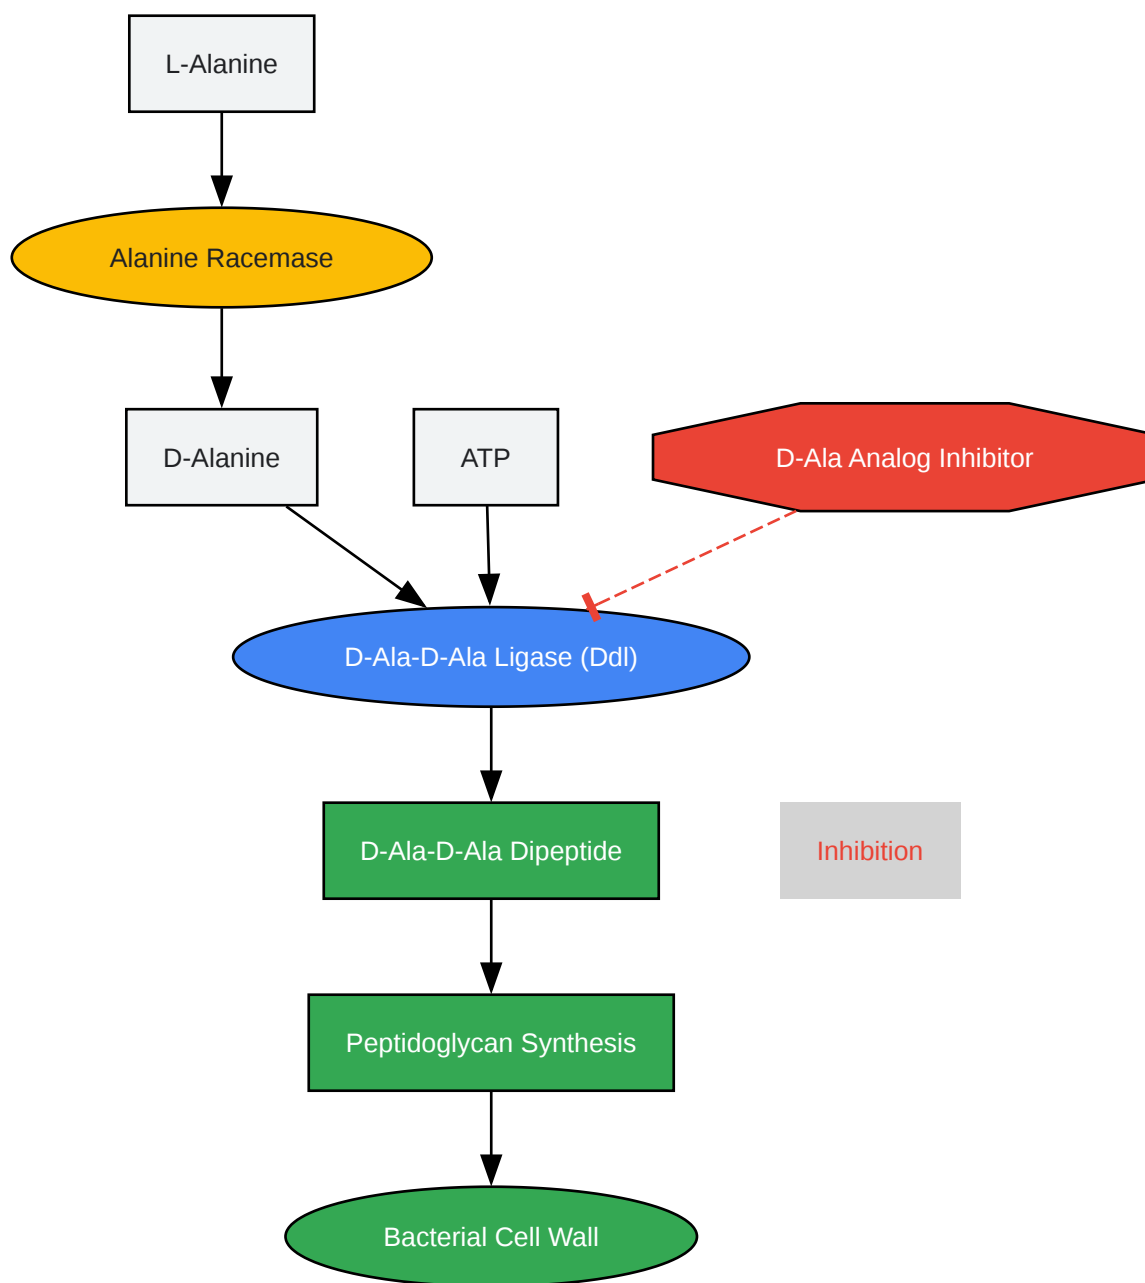 L-Alanine
Alanine Racemase
D-Alanine
ATP
D-Ala Analog Inhibitor
D-Ala-D-Ala Ligase (Ddl)
D-Ala-D-Ala Dipeptide
Inhibition
Peptidoglycan Synthesis
Bacterial Cell Wall